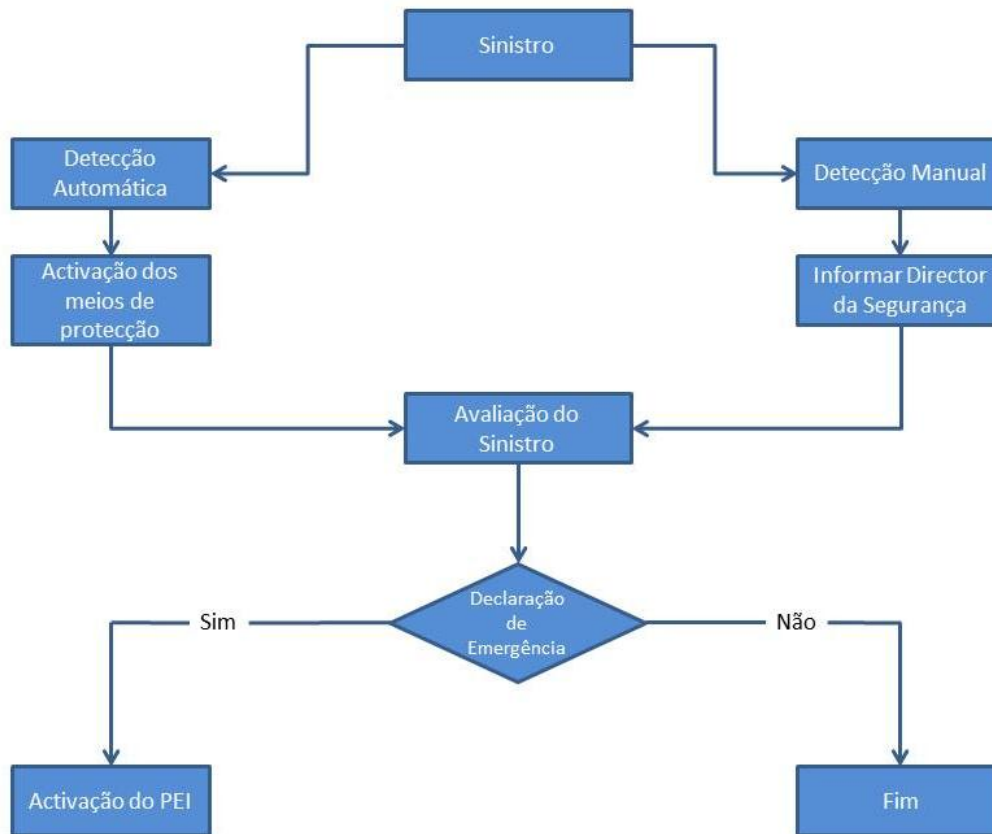 Sinistro
Detecção
Automática
Detecção Manual
Activação dos
meios de
protecção
Informar Director
da Segurança
Avaliação do
Sinistro
Declaração
de
Emergência
Sim
Não
Activação do PEI
Fim